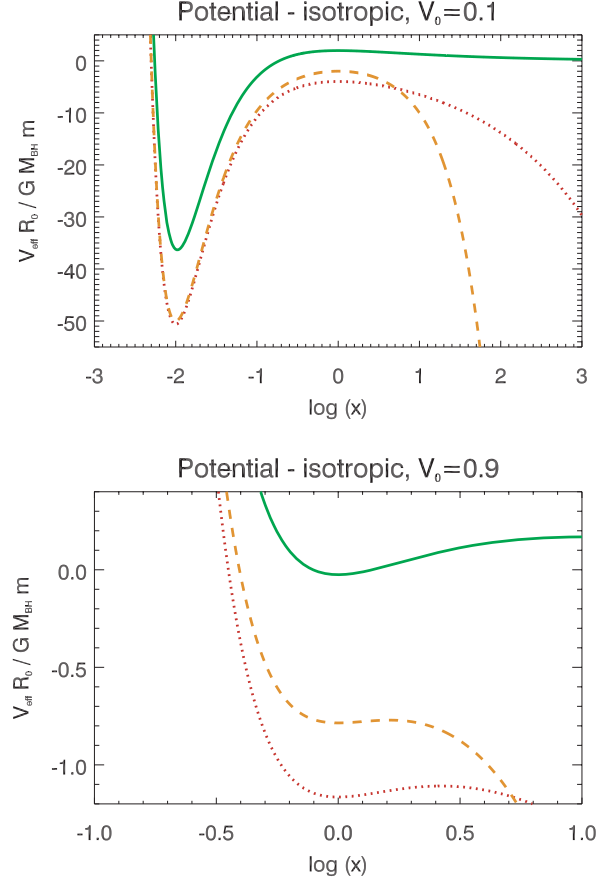 Potential - isotropic, V₀=0.1
V_eff R₀ / G M_BH m
0
-10
-20
-30
-40
-50
-3 -2 -1 0 1 2 3
log (x)
Potential - isotropic, V₀=0.9
V_eff R₀ / G M_BH m
0.0
-0.5
-1.0
-1.0 -0.5 0.0 0.5 1.0
log (x)